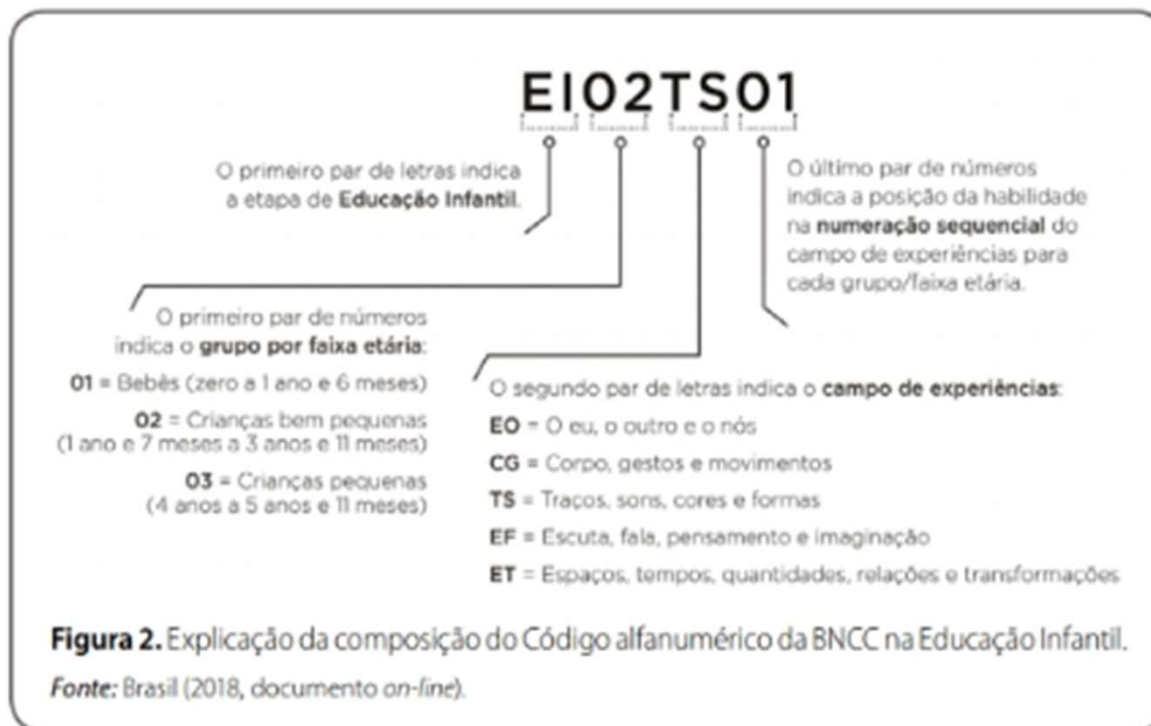 EI02TS01
O primeiro par de letras indica
a etapa de Educação Infantil.
O último par de números
indica a posição da habilidade
na numeração sequencial do
campo de experiências para
cada grupo/faixa etária.
O primeiro par de números
indica o grupo por faixa etária:
01 = Bebês (zero a 1 ano e 6 meses)
02 = Crianças bem pequenas
(1 ano e 7 meses a 3 anos e 11 meses)
03 = Crianças pequenas
(4 anos a 5 anos e 11 meses)
O segundo par de letras indica o campo de experiências:
EO = O eu, o outro e o nós
CG = Corpo, gestos e movimentos
TS = Traços, sons, cores e formas
EF = Escuta, fala, pensamento e imaginação
ET = Espaços, tempos, quantidades, relações e transformações
Figura 2. Explicação da composição do Código alfanumérico da BNCC na Educação Infantil.
Fonte: Brasil (2018, documento on-line).